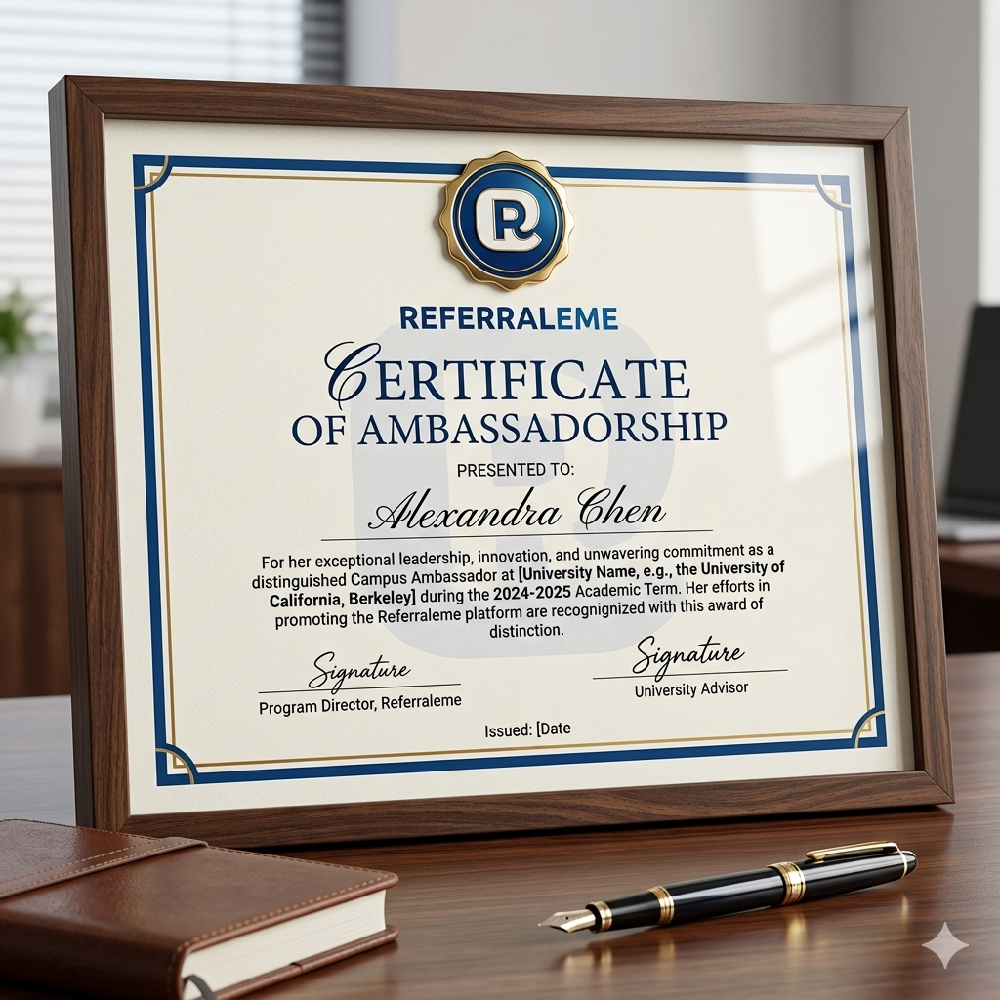 R
REFERRALEME
CERTIFICATE
OF AMBASSADORSHIP
PRESENTED TO:
Alexandra Chen
For her exceptional leadership, innovation, and unwavering commitment as a
distinguished Campus Ambassador at [University Name, e.g., the University of
California, Berkeley] during the 2024-2025 Academic Term. Her efforts in
promoting the Referraleme platform are recognignized with this award of
distinction.
Signature
Program Director, Referraleme
Signature
University Advisor
Issued: [Date